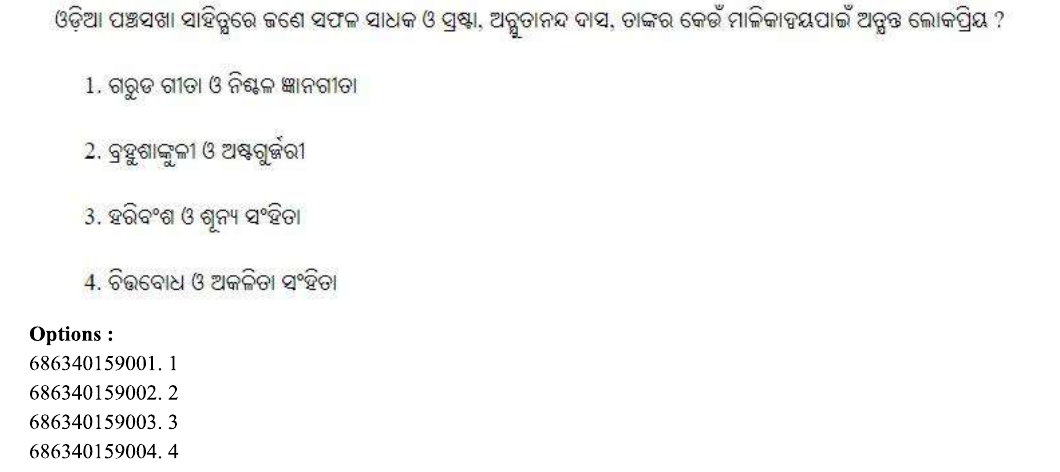 ଓଡ଼ିଆ ପଞ୍ଚସଖା ସାହିତ୍ୟରେ ଜଣେ ସଫଳ ସାଧକ ଓ ସ୍ରଷ୍ଟା, ଅଚ୍ୟୁତାନନ୍ଦ ଦାସ, ତାଙ୍କର କେଉଁ ମାଳିକାଦ୍ୱୟପାଇଁ ଅତ୍ୟନ୍ତ ଲୋକପ୍ରିୟ ?
1. ଗରୁଡ ଗୀତା ଓ ନିଶ୍ଚଳ ଜ୍ଞାନଗୀତା
2. ବ୍ରହ୍ମଶାଙ୍କୁଳୀ ଓ ଅଷ୍ଟଗୁର୍ଜରୀ
3. ହରିବଂଶ ଓ ଶୂନ୍ୟ ସଂହିତା
4. ଚିତ୍ତବୋଧ ଓ ଅକଳିତା ସଂହିତା
Options :
686340159001. 1
686340159002. 2
686340159003. 3
686340159004. 4